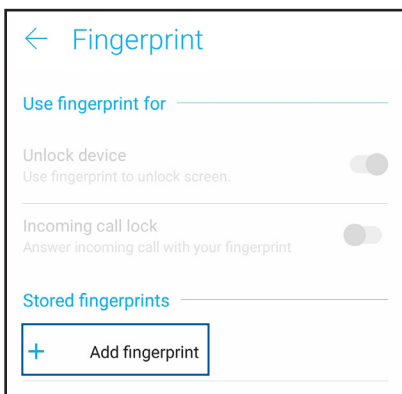 Fingerprint
Use fingerprint for
Unlock device
Use fingerprint to unlock screen.
Incoming call lock
Answer incoming call with your fingerprint
Stored fingerprints
+ Add fingerprint